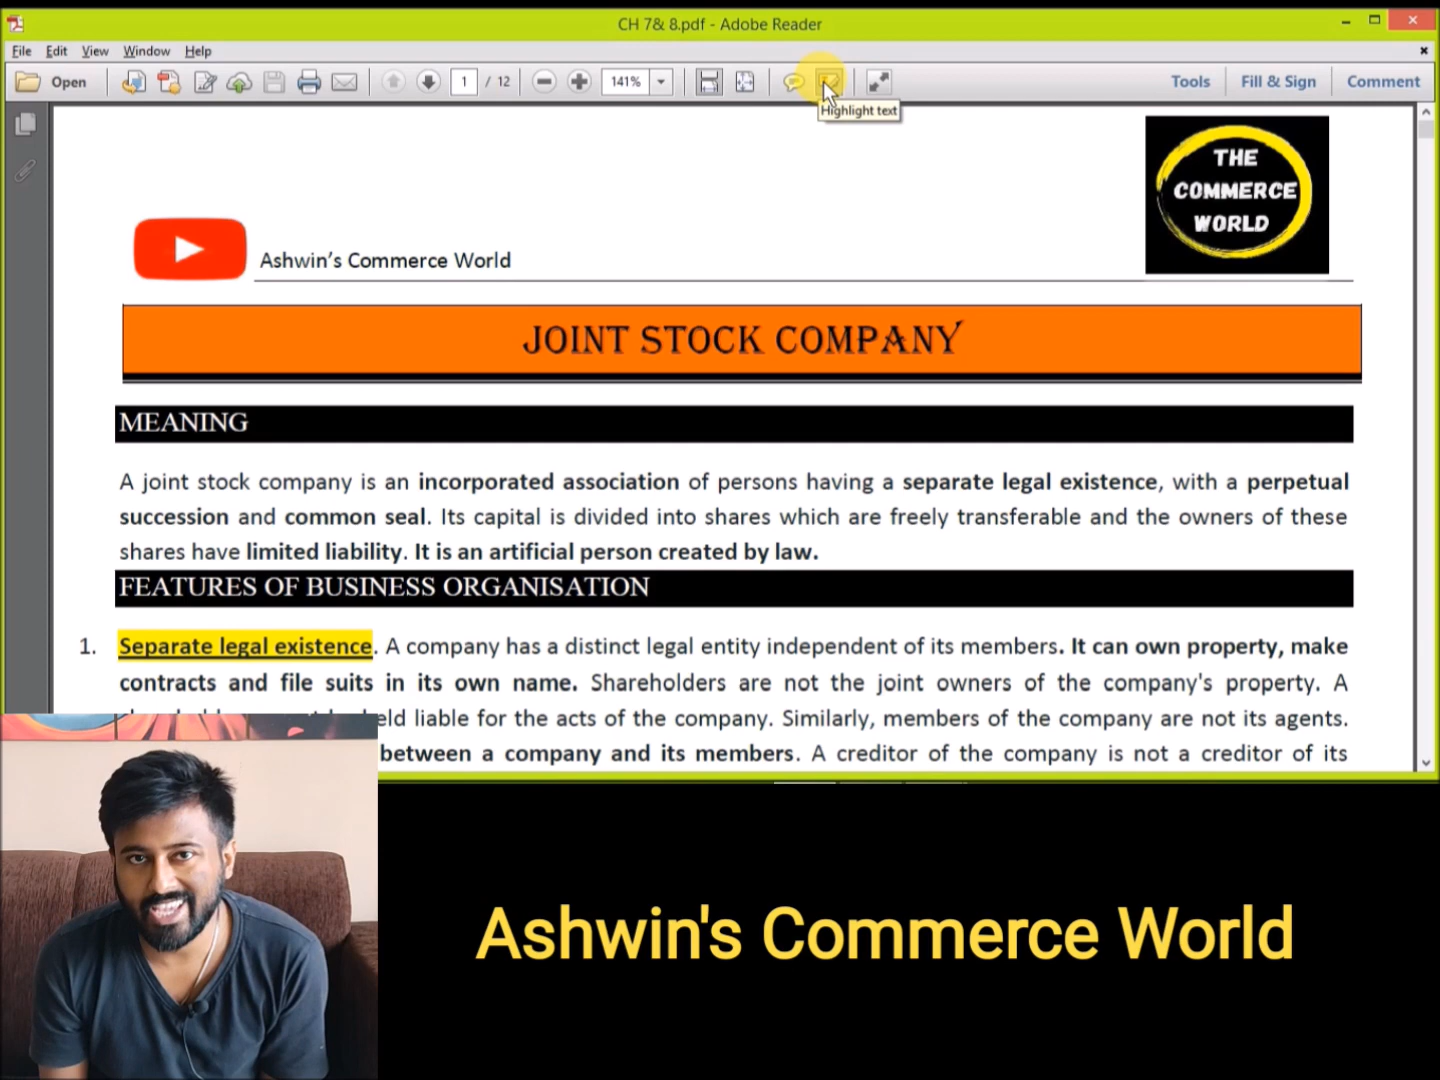 CH 7& 8.pdf - Adobe Reader
File Edit View Window Help
Open 1 / 12 141% Tools Fill & Sign Comment
Highlight text
THE
COMMERCE
WORLD
Ashwin’s Commerce World
JOINT STOCK COMPANY
MEANING
A joint stock company is an incorporated association of persons having a separate legal existence, with a perpetual
succession and common seal. Its capital is divided into shares which are freely transferable and the owners of these
shares have limited liability. It is an artificial person created by law.
FEATURES OF BUSINESS ORGANISATION
1. Separate legal existence. A company has a distinct legal entity independent of its members. It can own property, make
contracts and file suits in its own name. Shareholders are not the joint owners of the company's property. A
liable for the acts of the company. Similarly, members of the company are not its agents.
between a company and its members. A creditor of the company is not a creditor of its
Ashwin's Commerce World